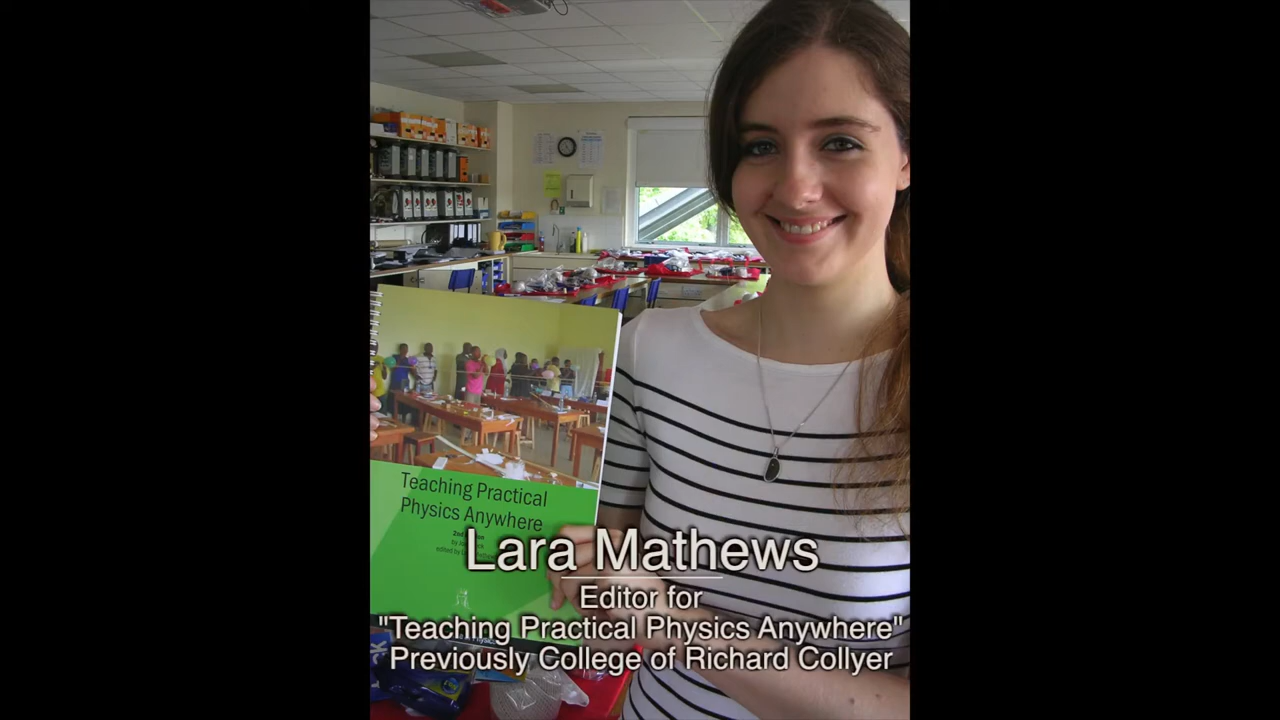 Teaching Practical
Physics Anywhere
Lara Mathews
Editor for
"Teaching Practical Physics Anywhere"
Previously College of Richard Collyer